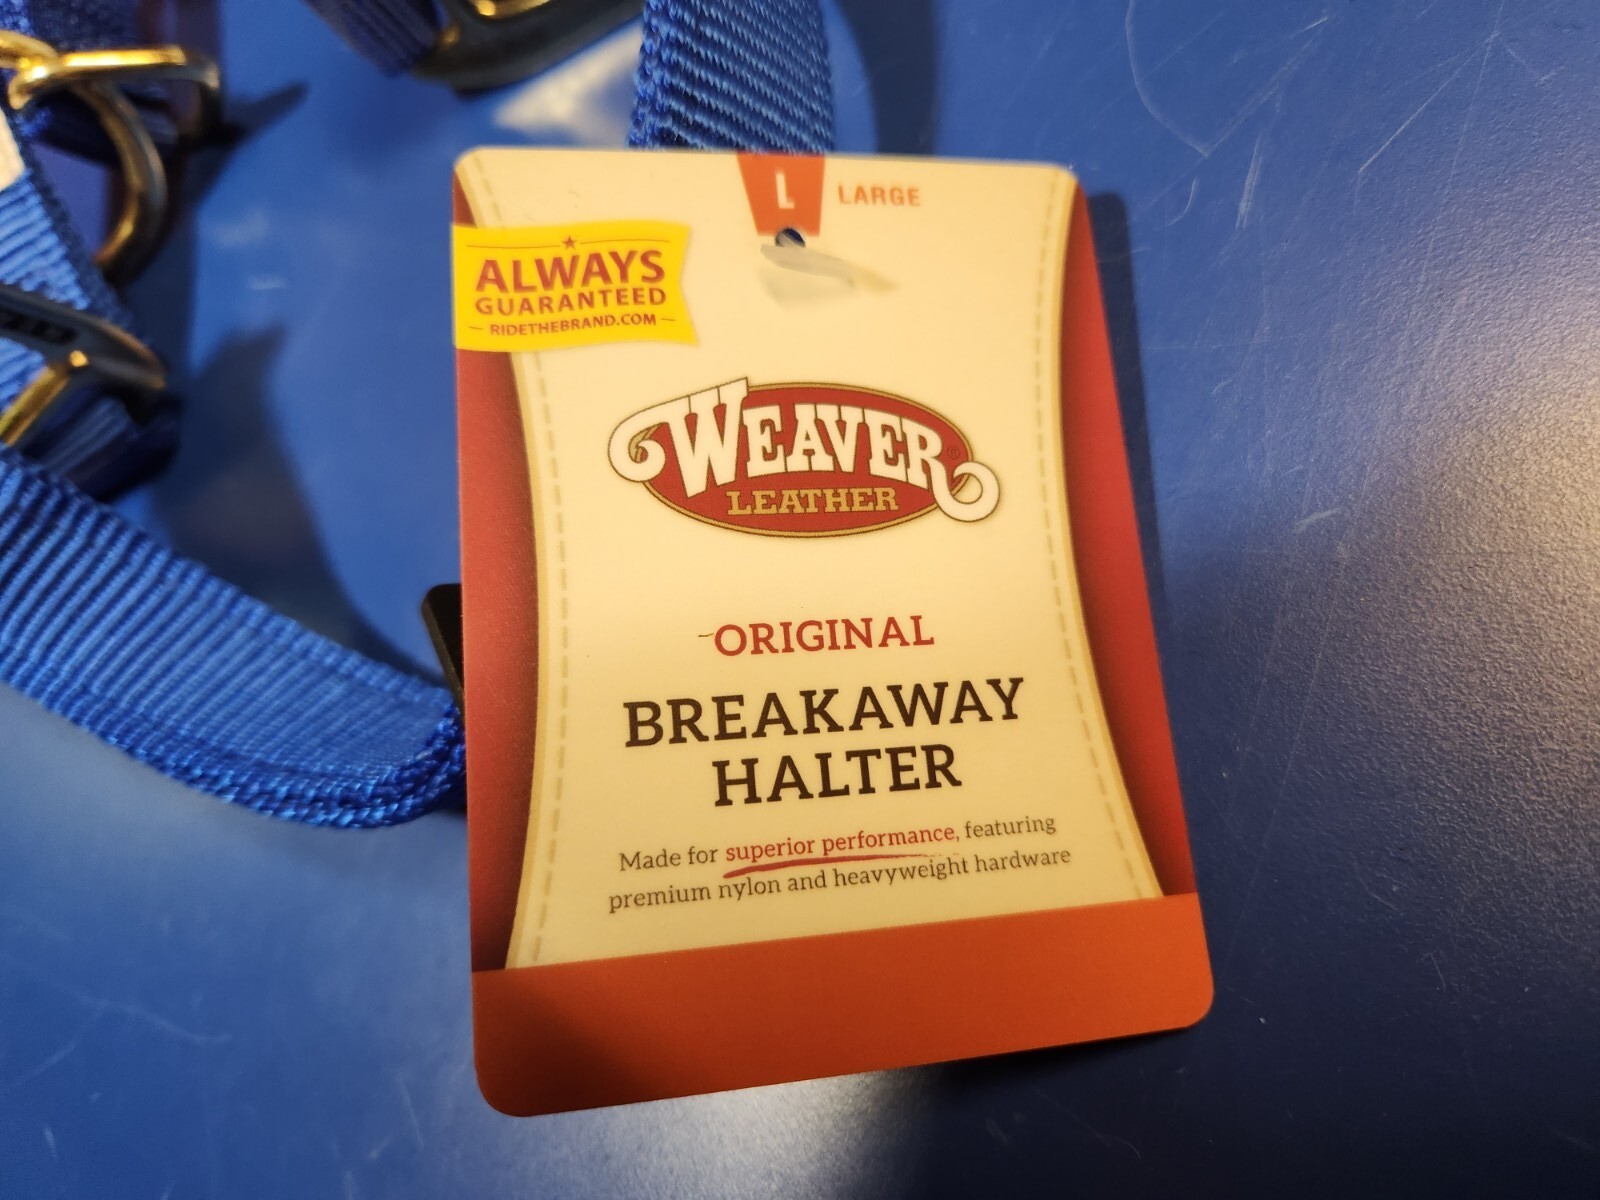 L LARGE
ALWAYS
GUARANTEED
RIDETHEBRAND.COM
WEAVER®
LEATHER
ORIGINAL
BREAKAWAY
HALTER
Made for superior performance, featuring
premium nylon and heavyweight hardware